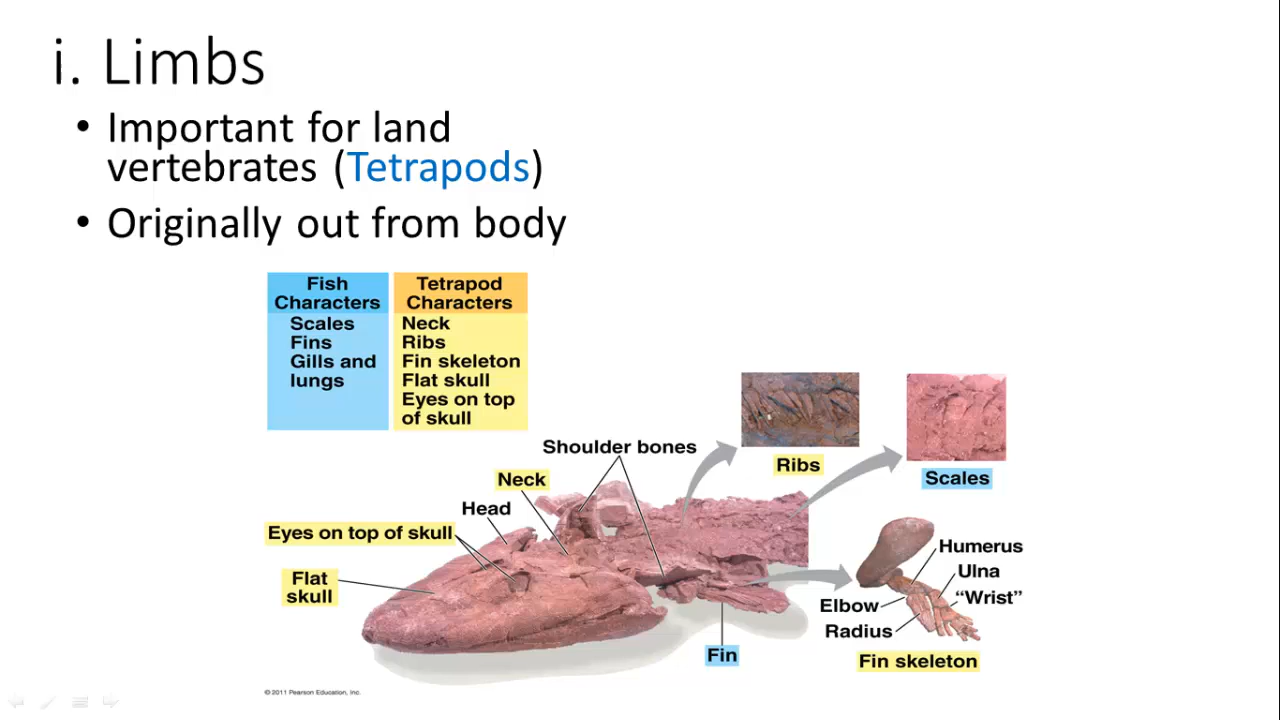 i. Limbs
• Important for land
vertebrates (Tetrapods)
• Originally out from body
Fish
Characters
Scales
Fins
Gills and
lungs
Tetrapod
Characters
Neck
Ribs
Fin skeleton
Flat skull
Eyes on top
of skull
Shoulder bones
Neck
Head
Eyes on top of skull
Flat
skull
Ribs
Scales
Humerus
Ulna
“Wrist”
Elbow
Radius
Fin
Fin skeleton
© 2011 Pearson Education, Inc.